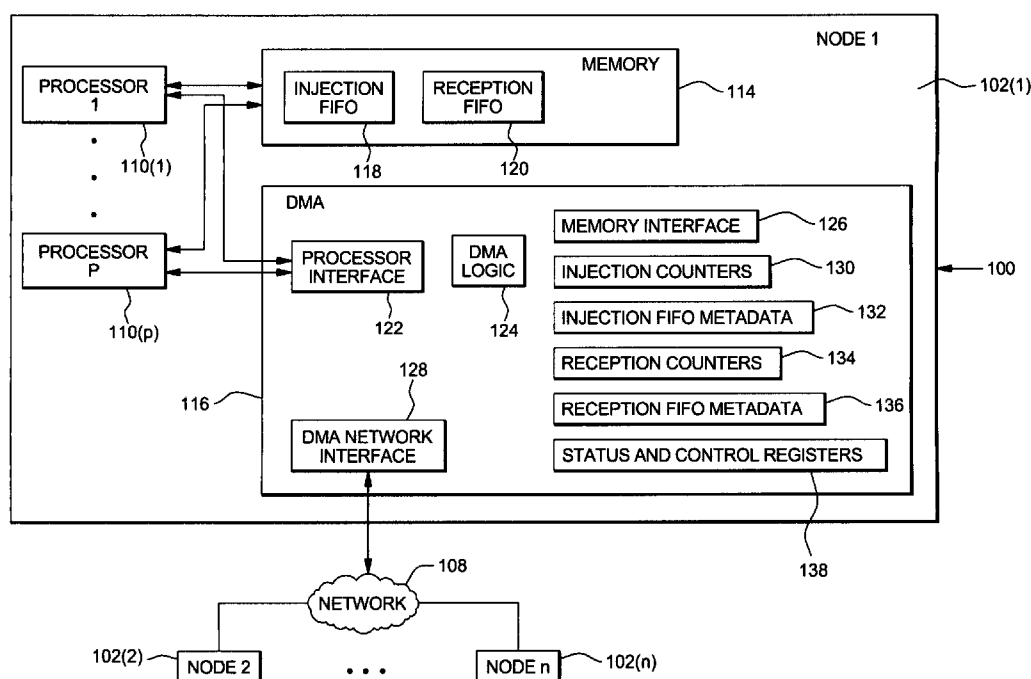 NODE 1
MEMORY
PROCESSOR
1
INJECTION
FIFO
RECEPTION
FIFO
114
102(1)
110(1)
118
120
DMA
PROCESSOR
P
PROCESSOR
INTERFACE
DMA
LOGIC
MEMORY INTERFACE
126
INJECTION COUNTERS
130
100
122
124
INJECTION FIFO METADATA
132
110(p)
RECEPTION COUNTERS
134
116
128
RECEPTION FIFO METADATA
136
DMA NETWORK
INTERFACE
STATUS AND CONTROL REGISTERS
138
108
NETWORK
102(2)
NODE 2
NODE n
102(n)